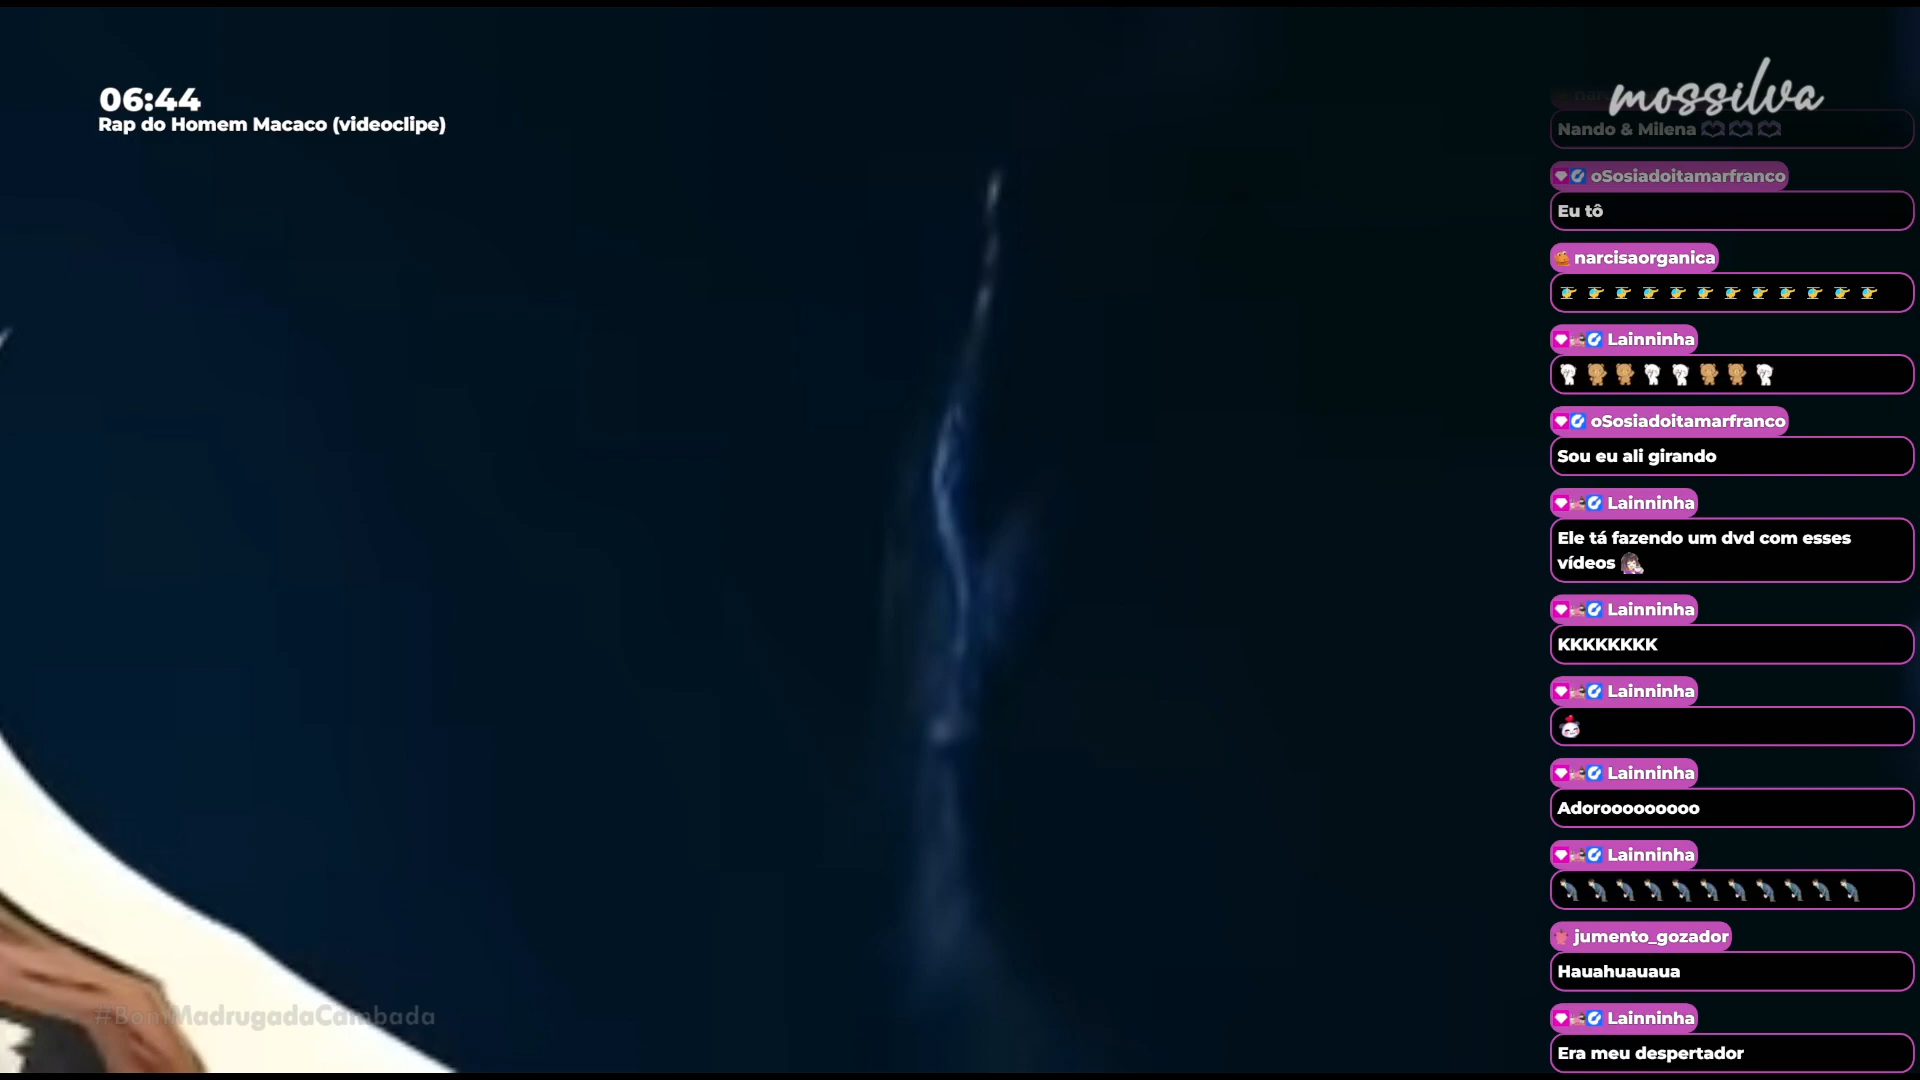 06:44
Rap do Homem Macaco (videoclipe)
mossilva
Nando & Milena
oSosiadoitamarfranco
Eu tô
narcisaorganica
Lainninha
oSosiadoitamarfranco
Sou eu ali girando
Lainninha
Ele tá fazendo um dvd com esses
vídeos
Lainninha
KKKKKKKK
Lainninha
Lainninha
Adorooooooooo
Lainninha
jumento_gozador
Hauahuauaua
Lainninha
Era meu despertador
#BomMadrugadaCambada